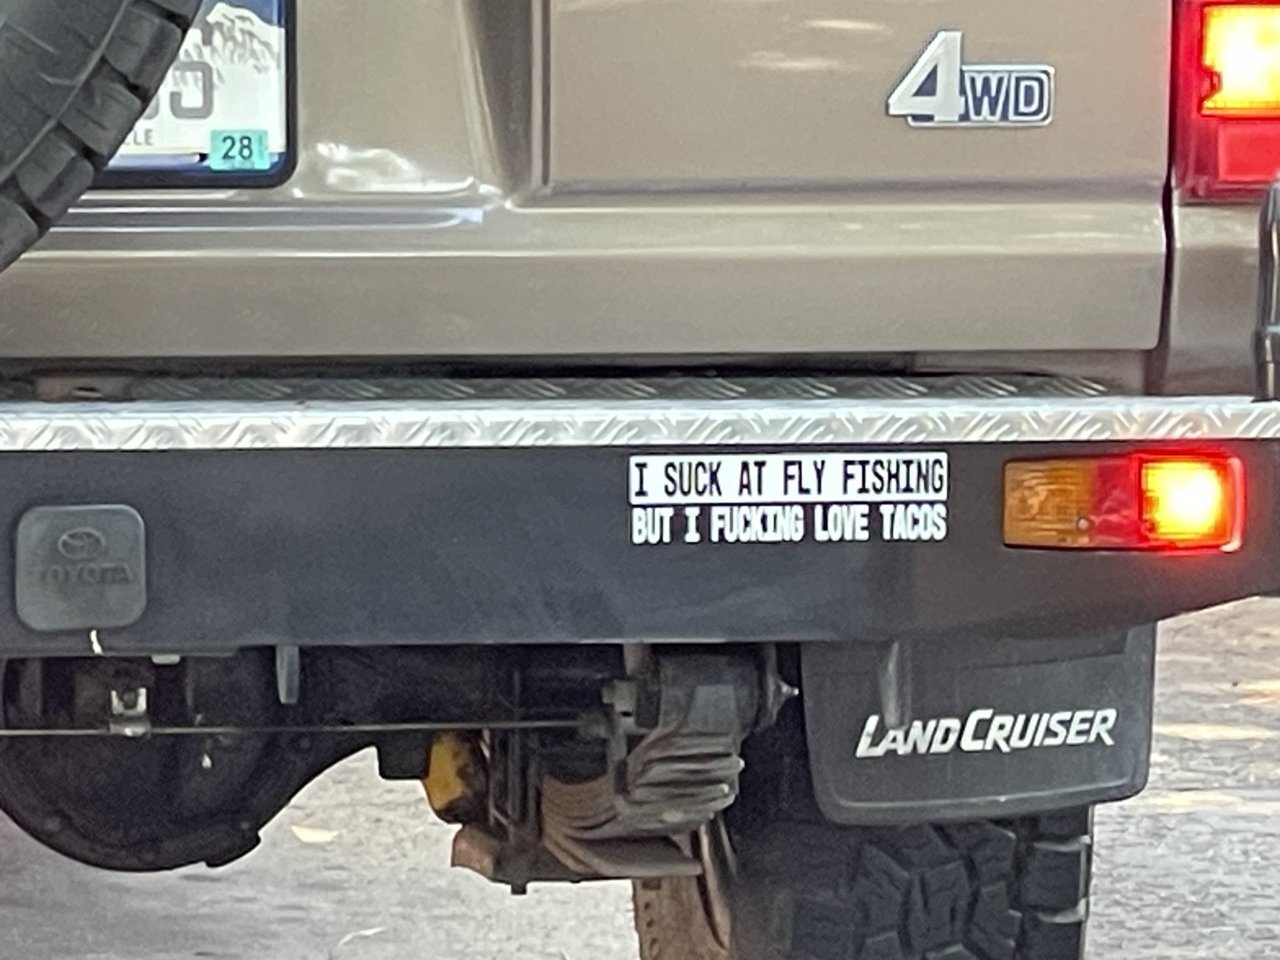 28
4WD
I SUCK AT FLY FISHING
BUT I FUCKING LOVE TACOS
TOYOTA
LANDCRUISER